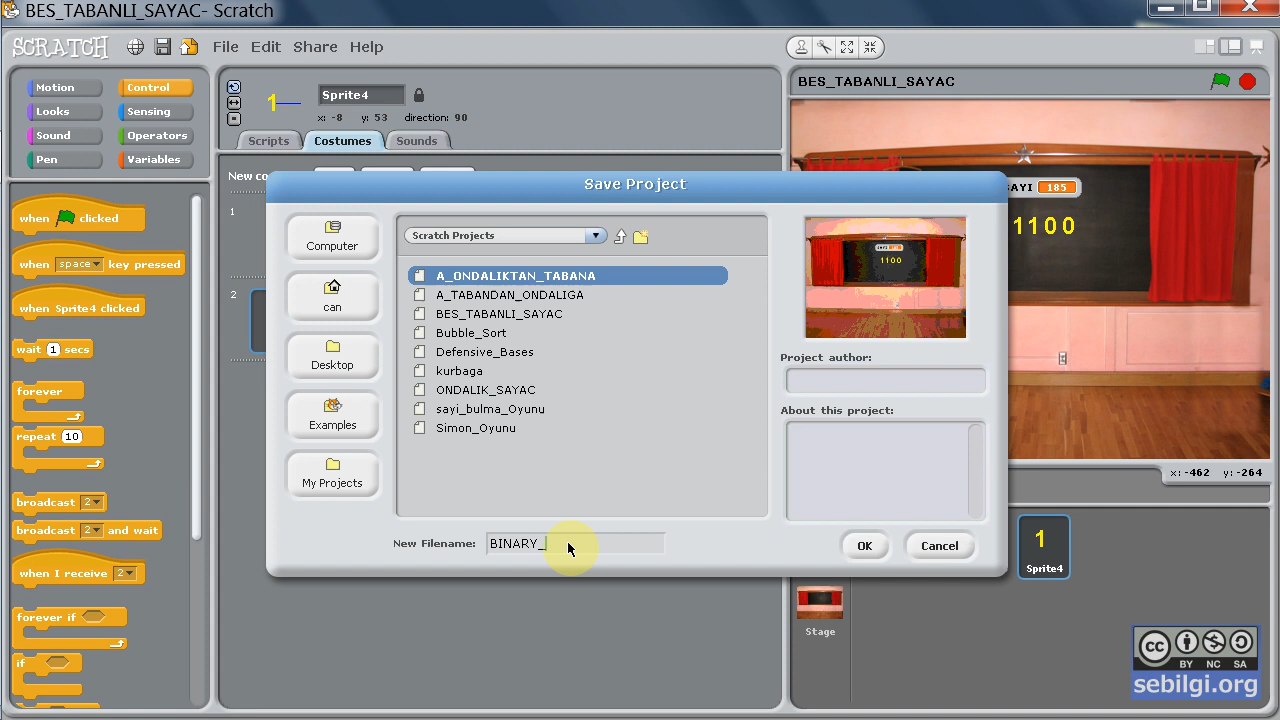 BES_TABANLI_SAYAC- Scratch
SCRATCH
File Edit Share Help
Motion
Control
Looks
Sensing
Sound
Operators
Pen
Variables
when clicked
when space key pressed
when Sprite4 clicked
wait 1 secs
forever
repeat 10
broadcast 2
broadcast 2 and wait
when I receive 2
forever if
if
1
Sprite4
x: -8 y: 53 direction: 90
Scripts Costumes Sounds
New co
1
2
Save Project
Computer
can
Desktop
Examples
My Projects
Scratch Projects
A_ONDALIKTAN_TABANA
A_TABANDAN_ONDALIGA
BES_TABANLI_SAYAC
Bubble_Sort
Defensive_Bases
kurbaga
ONDALIK_SAYAC
sayi_bulma_Oyunu
Simon_Oyunu
New Filename: BINARY_
1100
Project author:
About this project:
OK
Cancel
BES_TABANLI_SAYAC
AYI 185
1100
x: -462 y: -264
1
Sprite4
Stage
cc
BY NC SA
sebilgi.org